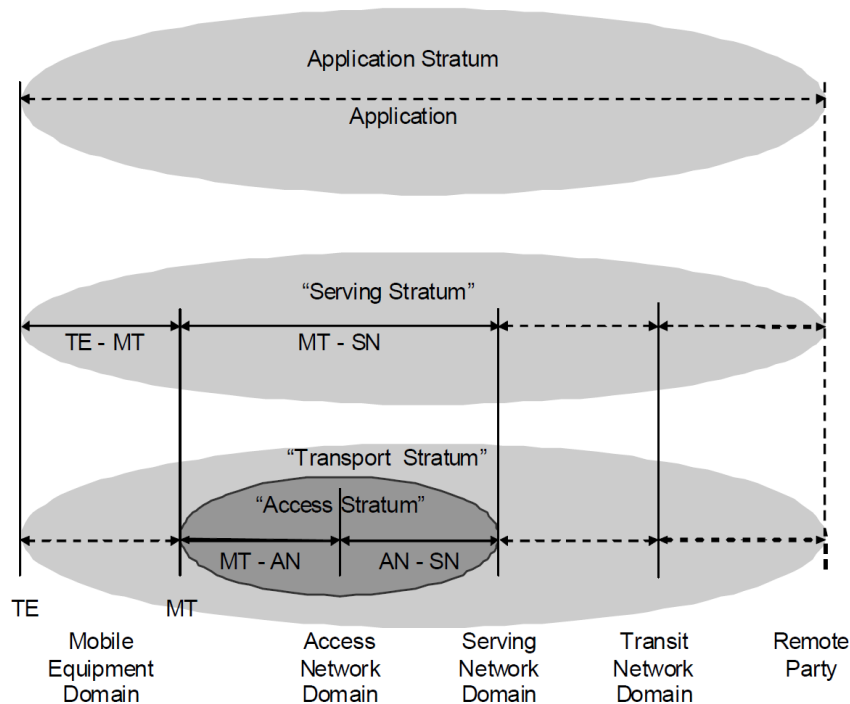 Application Stratum
Application
“Serving Stratum”
TE - MT
MT - SN
“Transport Stratum”
“Access Stratum”
MT - AN
AN - SN
TE
MT
Mobile
Equipment
Domain
Access
Network
Domain
Serving
Network
Domain
Transit
Network
Domain
Remote
Party